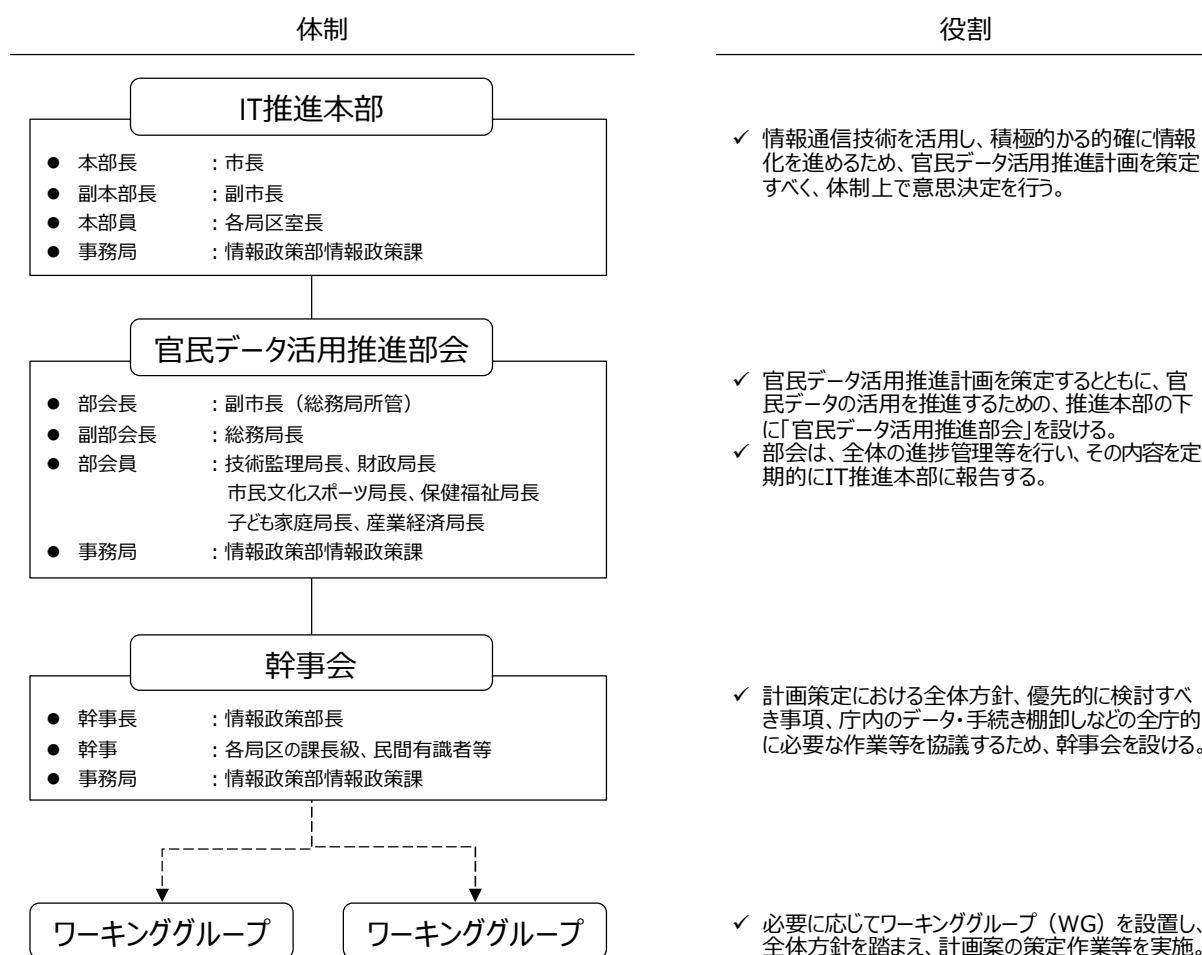 体制
役割
IT推進本部
● 本部長 ：市長
● 副本部長 ：副市長
● 本部員 ：各局区室長
● 事務局 ：情報政策部情報政策課
✓ 情報通信技術を活用し、積極的かる的確に情報
化を進めるため、官民データ活用推進計画を策定
すべく、体制上で意思決定を行う。
官民データ活用推進部会
● 部会長 ：副市長（総務局所管）
● 副部会長 ：総務局長
● 部会員 ：技術監理局長、財政局長
市民文化スポーツ局長、保健福祉局長
子ども家庭局長、産業経済局長
● 事務局 ：情報政策部情報政策課
✓ 官民データ活用推進計画を策定するとともに、官
民データの活用を推進するための、推進本部の下
に「官民データ活用推進部会」を設ける。
✓ 部会は、全体の進捗管理等を行い、その内容を定
期的にIT推進本部に報告する。
幹事会
● 幹事長 ：情報政策部長
● 幹事 ：各局区の課長級、民間有識者等
● 事務局 ：情報政策部情報政策課
✓ 計画策定における全体方針、優先的に検討すべ
き事項、庁内のデータ・手続き棚卸しなどの全庁的
に必要な作業等を協議するため、幹事会を設ける。
ワーキンググループ
ワーキンググループ
✓ 必要に応じてワーキンググループ（WG）を設置し、
全体方針を踏まえ、計画案の策定作業等を実施。